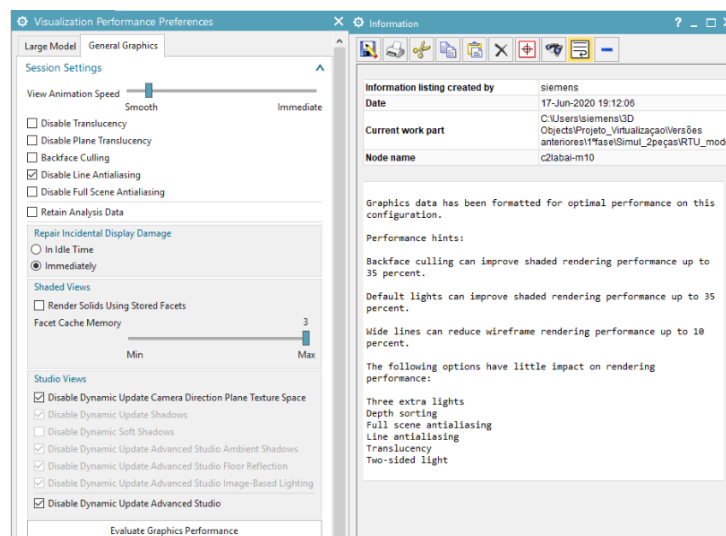 Visualization Performance Preferences
Large Model
General Graphics
Session Settings
View Animation Speed
Smooth
Immediate
Disable Translucency
Disable Plane Translucency
Backface Culling
Disable Line Antialiasing
Disable Full Scene Antialiasing
Retain Analysis Data
Repair Incidental Display Damage
In Idle Time
Immediately
Shaded Views
Render Solids Using Stored Facets
Facet Cache Memory
3
Min
Max
Studio Views
Disable Dynamic Update Camera Direction Plane Texture Space
Disable Dynamic Update Shadows
Disable Dynamic Soft Shadows
Disable Dynamic Update Advanced Studio Ambient Shadows
Disable Dynamic Update Advanced Studio Floor Reflection
Disable Dynamic Update Advanced Studio Image-Based Lighting
Disable Dynamic Update Advanced Studio
Evaluate Graphics Performance
Information
Information listing created by siemens
Date 17-Jun-2020 19:12:06
Current work part C:\Users\siemens\3D
Objects\Projeto_Virtualizaçao\Versões
anteriores\1ªfase\Simul_2peças\RTU_mod
Node name c2labai-m10
Graphics data has been formatted for optimal performance on this
configuration.
Performance hints:
Backface culling can improve shaded rendering performance up to
35 percent.
Default lights can improve shaded rendering performance up to 35
percent.
Wide lines can reduce wireframe rendering performance up to 10
percent.
The following options have little impact on rendering
performance:
Three extra lights
Depth sorting
Full scene antialiasing
Line antialiasing
Translucency
Two-sided light